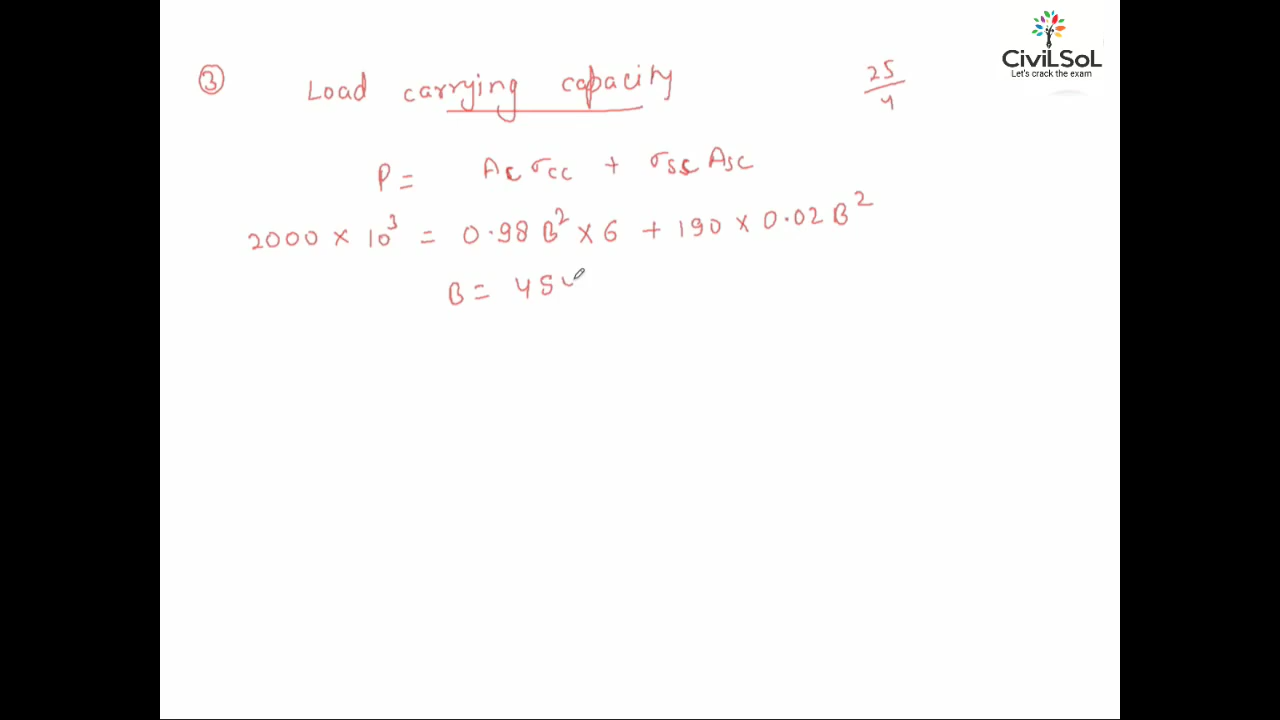 CiviLSoL
Let's crack the exam
③ Load carrying capacity
25/4
P = Ac σcc + σsc Asc
2000 × 10³ = 0.98 B² × 6 + 190 × 0.02 B²
B = 45